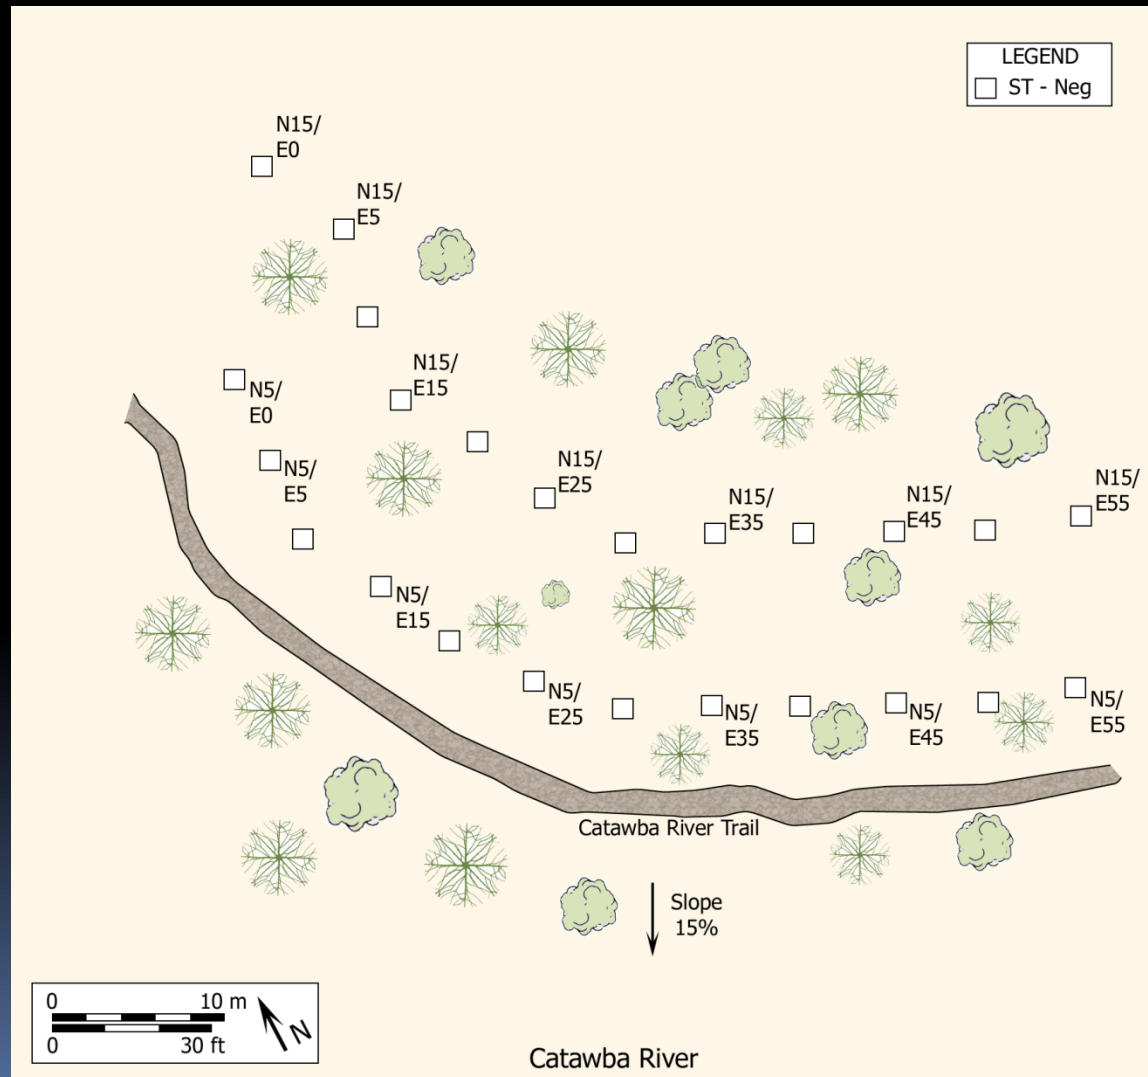 LEGEND
ST - Neg
N15/
E0
N15/
E5
N15/
E15
N5/
E0
N5/
E5
N15/
E25
N15/
E35
N15/
E45
N15/
E55
N5/
E15
N5/
E25
N5/
E35
N5/
E45
N5/
E55
Catawba River Trail
Slope
15%
0 10 m
0 30 ft
N
Catawba River